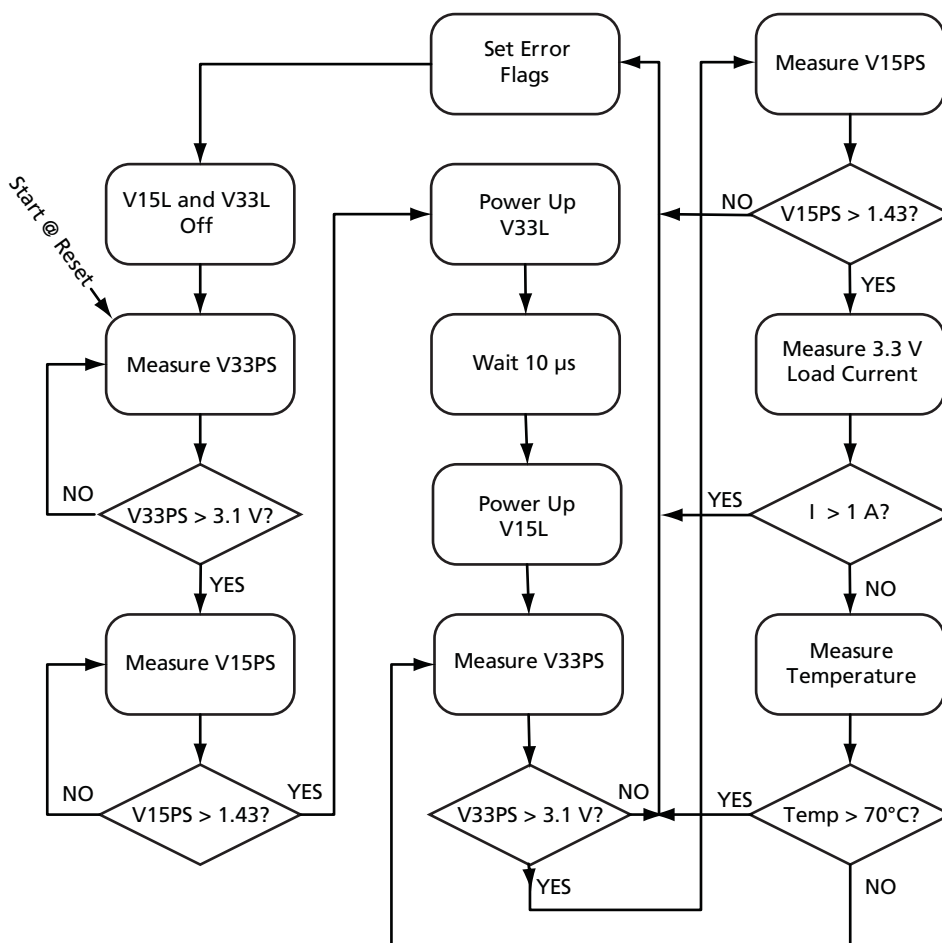 Set Error
Flags
V15L and V33L
Off
Start @ Reset
Measure V33PS
NO
V33PS > 3.1 V?
YES
Measure V15PS
NO
V15PS > 1.43?
YES
Power Up
V33L
Wait 10 µs
Power Up
V15L
Measure V33PS
V33PS > 3.1 V?
NO
YES
Measure V15PS
NO
V15PS > 1.43?
YES
Measure 3.3 V
Load Current
YES
I > 1 A?
NO
Measure
Temperature
YES
Temp > 70°C?
NO